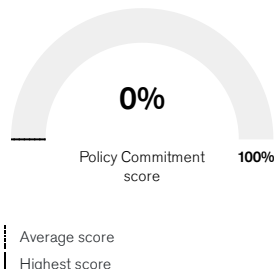 0%
Policy Commitment
score
100%
Average score
Highest score